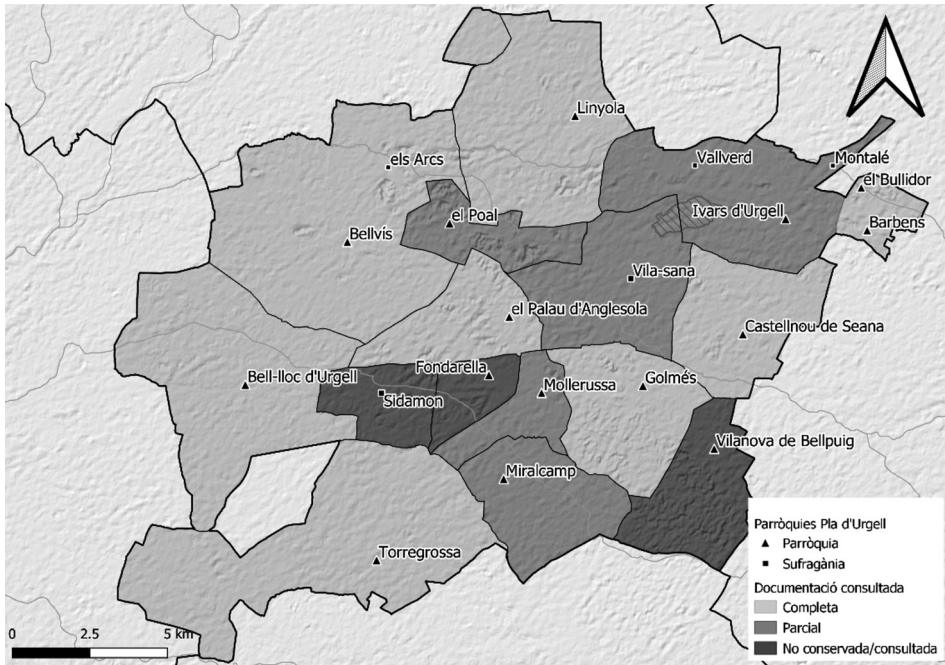 Linyola
els Arcs
Vallverd
Montalé
el Bullidor
el Poal
Ivars d'Urgell
Barbens
Bellvís
Vila-sana
el Palau d'Anglesola
Castellnou de Seana
Fondarella
Bell-lloc d'Urgell
Mollerussa
Golmés
Sidamon
Vilanova de Bellpuig
Miralcamp
Torregrossa
Parròquies Pla d'Urgell
Parròquia
Sufragània
Documentació consultada
Completa
Parcial
No conservada/consultada
0 2.5 5 km